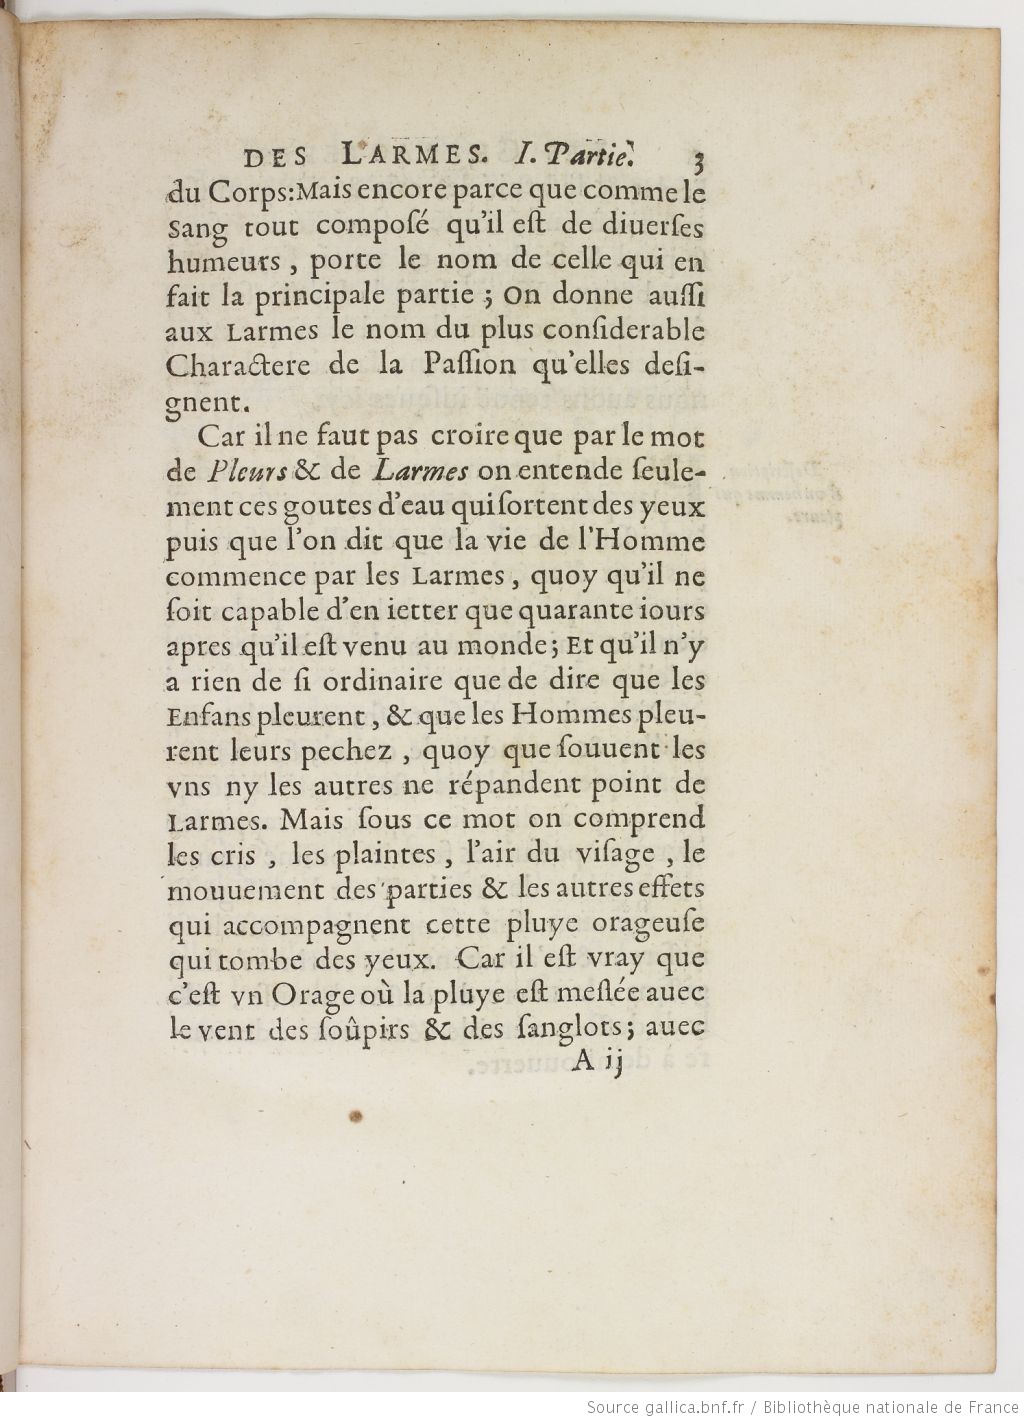 DES LARMES. I. Partie. 3
du Corps: Mais encore parce que comme le
Sang tout composé qu'il eſt de diuerſes
humeurs, porte le nom de celle qui en
fait la principale partie; On donne auſſi
aux Larmes le nom du plus conſiderable
Charactere de la Paſſion qu'elles deſi-
gnent.
Car il ne faut pas croire que par le mot
de Pleurs & de Larmes on entende ſeule-
ment ces goutes d'eau qui ſortent des yeux
puis que l'on dit que la vie de l'Homme
commence par les Larmes, quoy qu'il ne
ſoit capable d'en ietter que quarante iours
apres qu'il eſt venu au monde; Et qu'il n'y
a rien de ſi ordinaire que de dire que les
Enfans pleurent, & que les Hommes pleu-
rent leurs pechez, quoy que ſouuent les
vns ny les autres ne répandent point de
Larmes. Mais ſous ce mot on comprend
les cris, les plaintes, l'air du viſage, le
mouuement des parties & les autres effets
qui accompagnent cette pluye orageuſe
qui tombe des yeux. Car il eſt vray que
c'eſt vn Orage où la pluye eſt meſlée auec
le vent des ſoûpirs & des ſanglots; auec
A ij
Source gallica.bnf.fr / Bibliothèque nationale de France